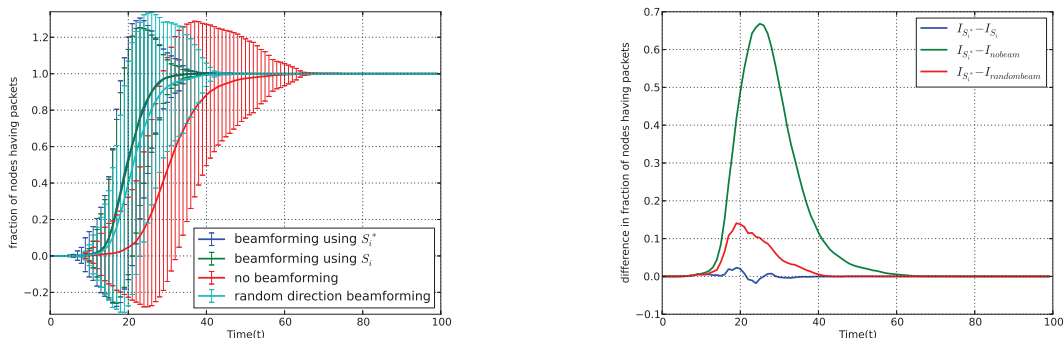 fraction of nodes having packets
1.2
1.0
0.8
0.6
0.4
0.2
0.0
−0.2
0 20 40 60 80 100
Time(t)
beamforming using S_i^*
beamforming using S_i
no beamforming
random direction beamforming
difference in fraction of nodes having packets
0.7
0.6
0.5
0.4
0.3
0.2
0.1
0.0
−0.1
0 20 40 60 80 100
Time(t)
I_{S_i^*} − I_{S_i}
I_{S_i^*} − I_{nobeam}
I_{S_i^*} − I_{randombeam}